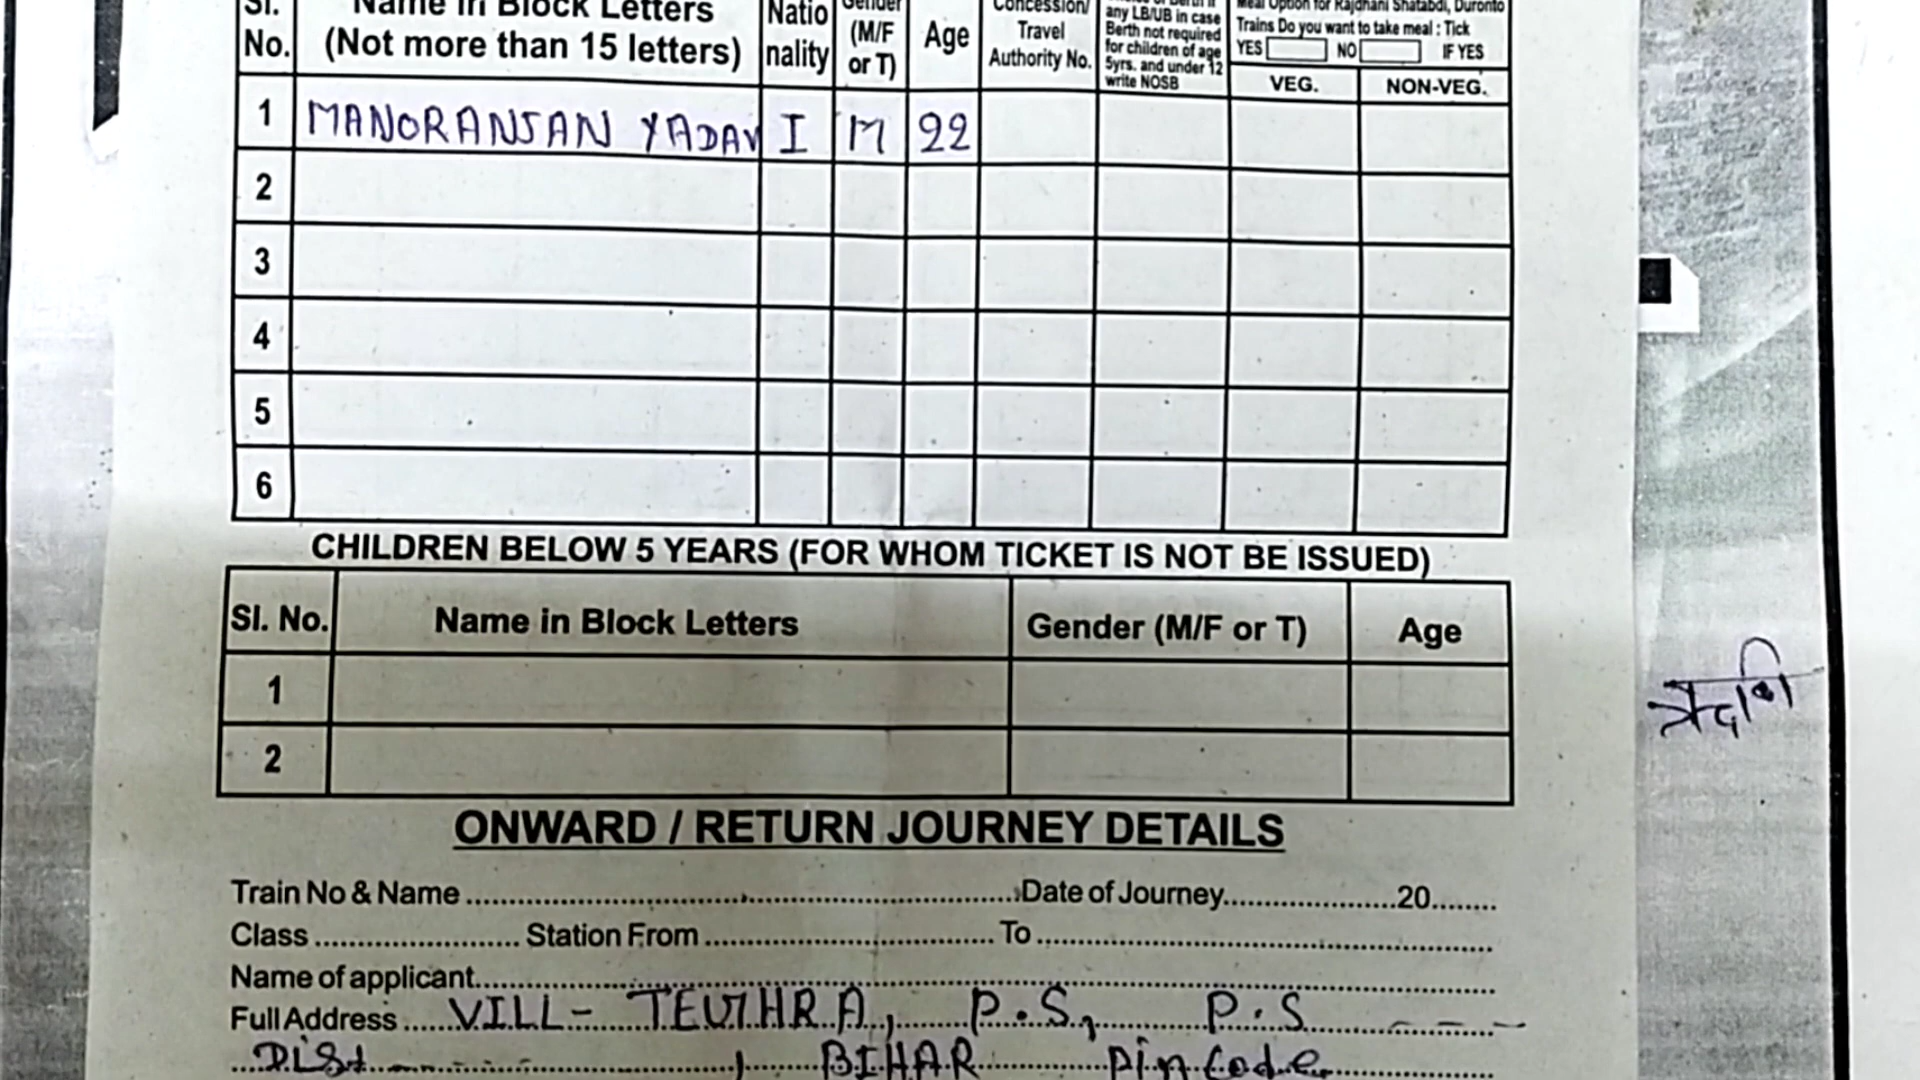 Sl. No. Name in Block Letters (Not more than 15 letters) Natio nality Gender (M/F or T) Age Concession/ Travel Authority No.
any LB/UB in case Berth not required for children of age 5yrs. and under 12 write NOSB
Meal Option for Rajdhani Shatabdi, Duronto
Trains Do you want to take meal : Tick
YES NO IF YES
VEG. NON-VEG.
1 MANORANJAN YADAV I M 22
2
3
4
5
6
CHILDREN BELOW 5 YEARS (FOR WHOM TICKET IS NOT BE ISSUED)
Sl. No. Name in Block Letters Gender (M/F or T) Age
1
2
ONWARD / RETURN JOURNEY DETAILS
Train No & Name .......... Date of Journey..........20........
Class .......... Station From .......... To ..........
Name of applicant..........
Full Address ...... VILL- , P.S., P.S - - -
Dist - - - , BIHAR Pin Code